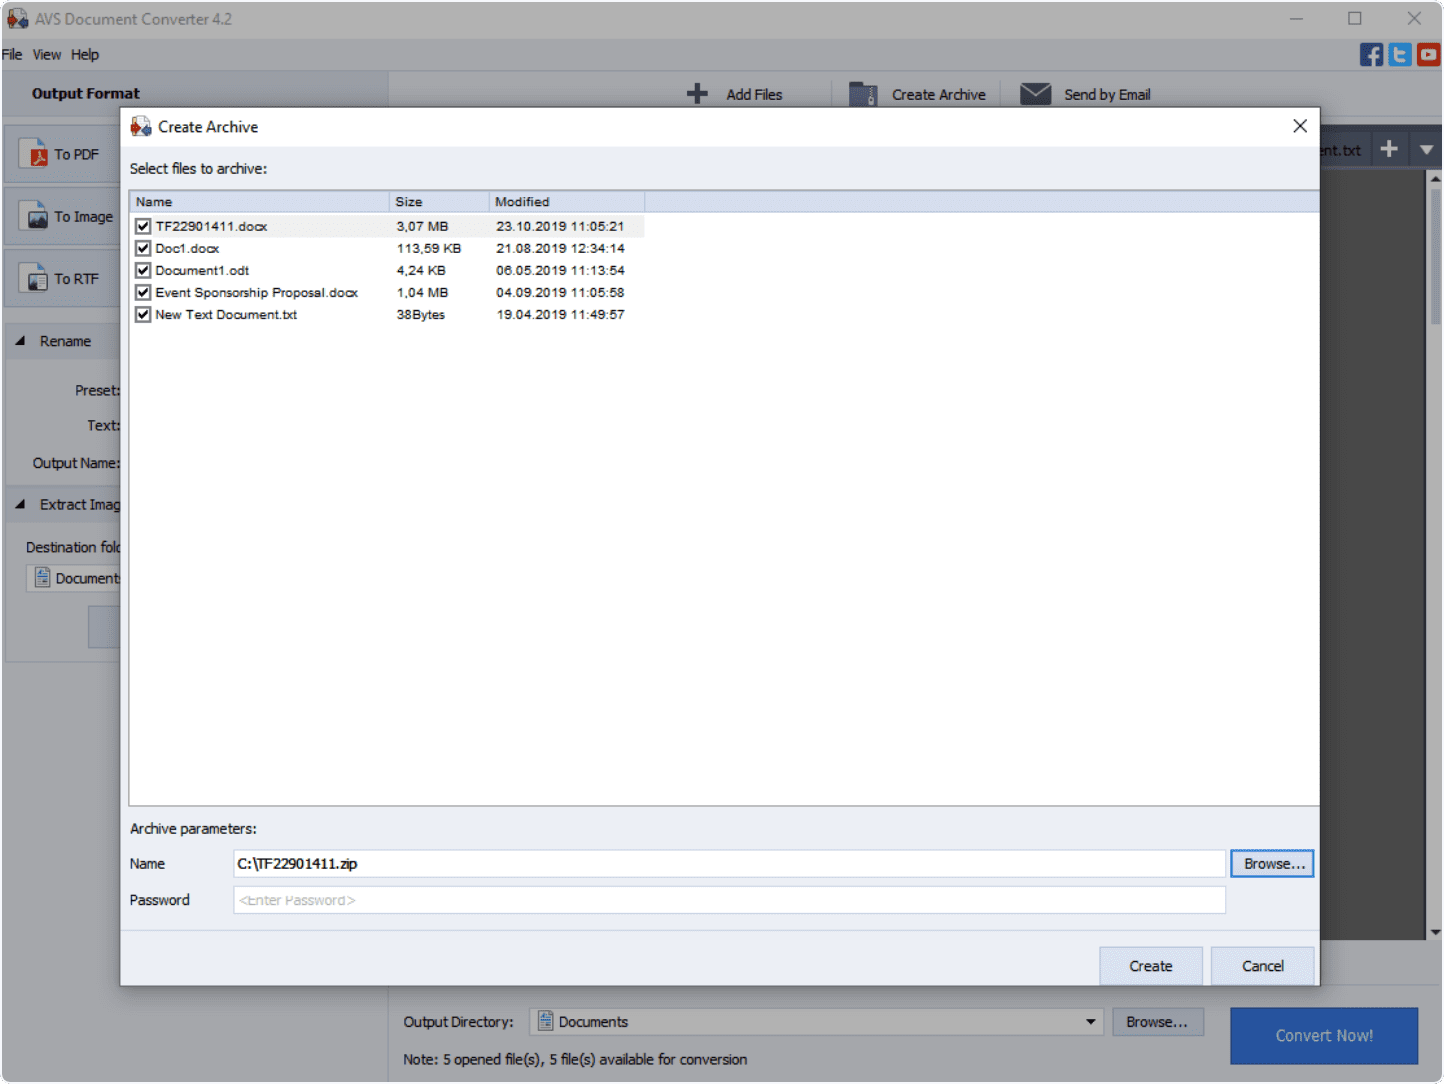 AVS Document Converter 4.2
File View Help
Output Format
Add Files
Create Archive
Send by Email
To PDF
To Image
To RTF
Rename
Preset:
Text:
Output Name:
Extract Imag
Destination fold
Documents
ent.txt
Create Archive
Select files to archive:
Name Size Modified
TF22901411.docx 3,07 MB 23.10.2019 11:05:21
Doc1.docx 113,59 KB 21.08.2019 12:34:14
Document1.odt 4,24 KB 06.05.2019 11:13:54
Event Sponsorship Proposal.docx 1,04 MB 04.09.2019 11:05:58
New Text Document.txt 38Bytes 19.04.2019 11:49:57
Archive parameters:
Name C:\TF22901411.zip Browse...
Password <Enter Password>
Create Cancel
Output Directory: Documents Browse...
Convert Now!
Note: 5 opened file(s), 5 file(s) available for conversion